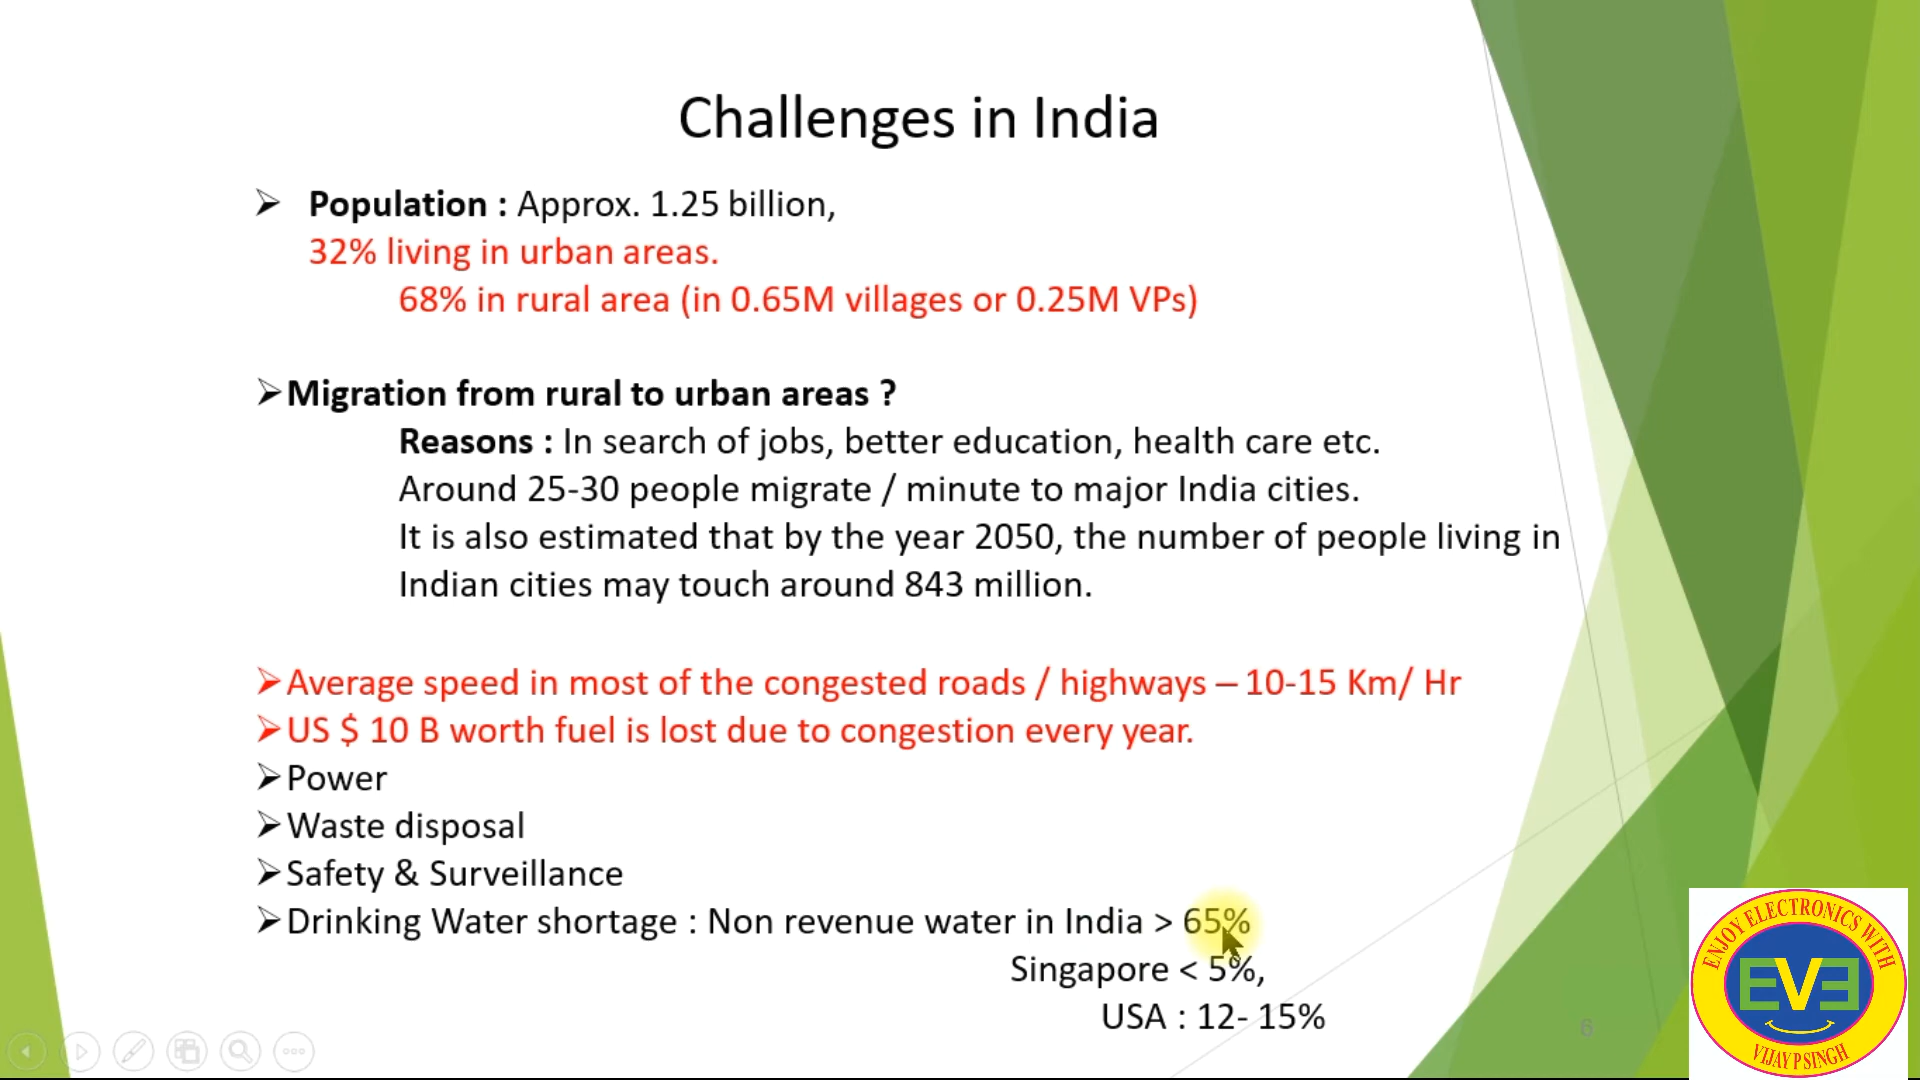 Challenges in India
➢ Population : Approx. 1.25 billion,
32% living in urban areas.
68% in rural area (in 0.65M villages or 0.25M VPs)
➢Migration from rural to urban areas ?
Reasons : In search of jobs, better education, health care etc.
Around 25-30 people migrate / minute to major India cities.
It is also estimated that by the year 2050, the number of people living in
Indian cities may touch around 843 million.
➢Average speed in most of the congested roads / highways – 10-15 Km/ Hr
➢US $ 10 B worth fuel is lost due to congestion every year.
➢Power
➢Waste disposal
➢Safety & Surveillance
➢Drinking Water shortage : Non revenue water in India > 65%
Singapore < 5%,
USA : 12- 15%
6
ENJOY ELECTRONICS WITH
EVE
VIJAY P SINGH